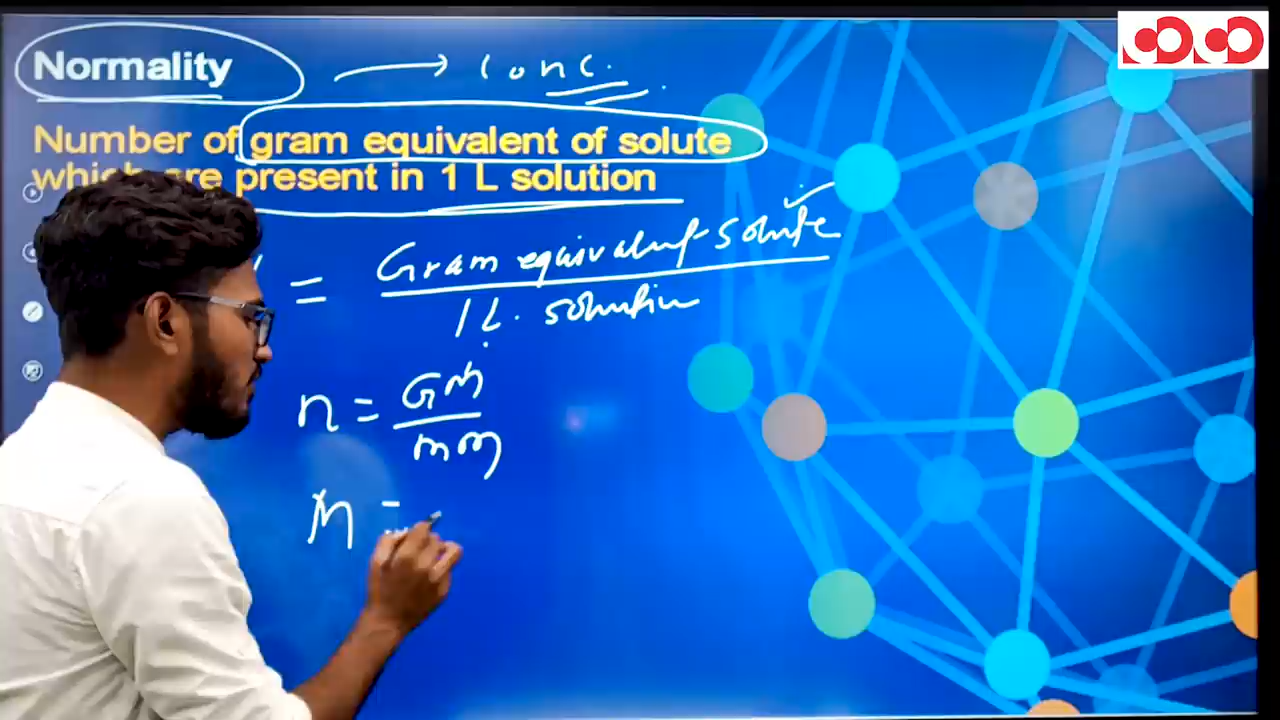 Normality → Conc.
Number of gram equivalent of solute
which are present in 1 L solution
= Gram equivalent solute
1 L. solution
n = GM
mm
M =